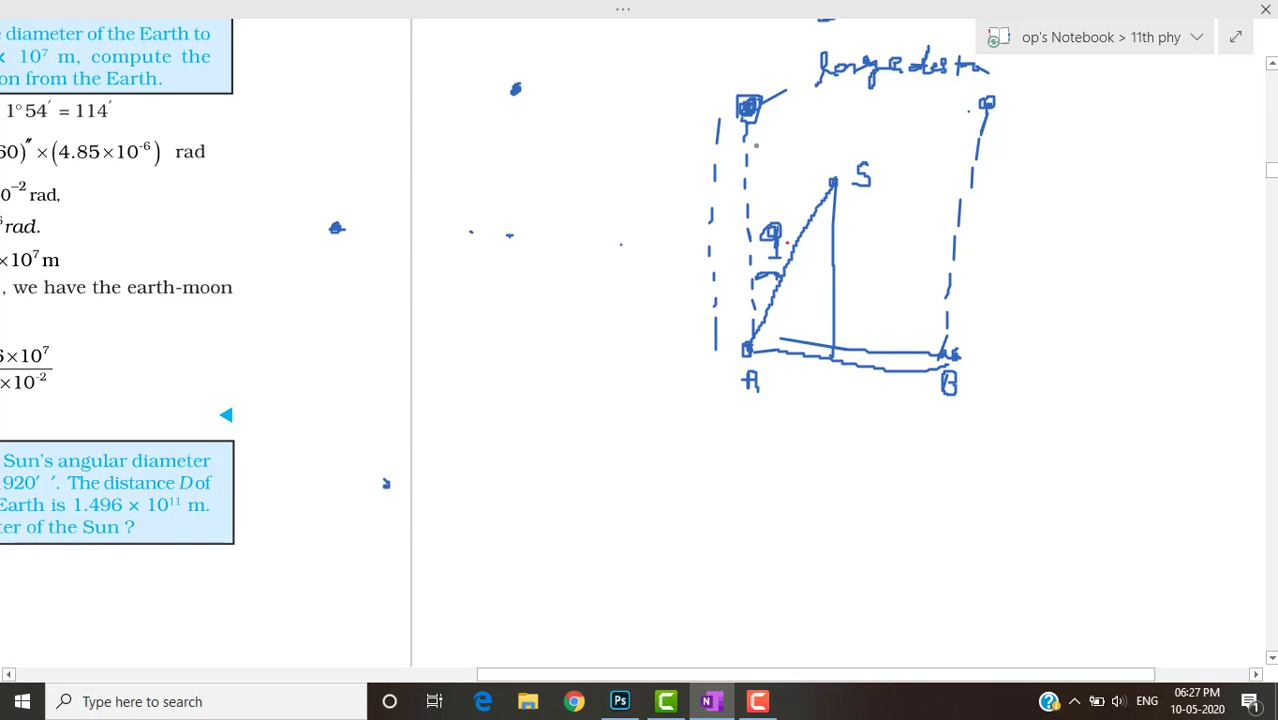 e diameter of the Earth to
× 10⁷ m, compute the
on from the Earth.
1° 54′ = 114′
60)″ × (4.85×10⁻⁶) rad
0⁻² rad,
⁶ rad.
×10⁷ m
, we have the earth-moon
6×10⁷
×10⁻²
Sun's angular diameter
920′ ′. The distance D of
Earth is 1.496 × 10¹¹ m.
ter of the Sun ?
op's Notebook > 11th phy
S
A
B
Type here to search
ENG
06:27 PM
10-05-2020